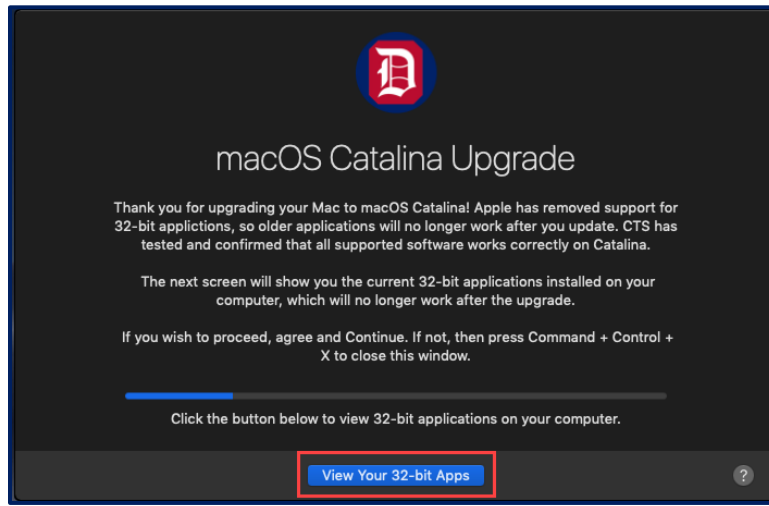 D
macOS Catalina Upgrade
Thank you for upgrading your Mac to macOS Catalina! Apple has removed support for
32-bit applictions, so older applications will no longer work after you update. CTS has
tested and confirmed that all supported software works correctly on Catalina.
The next screen will show you the current 32-bit applications installed on your
computer, which will no longer work after the upgrade.
If you wish to proceed, agree and Continue. If not, then press Command + Control +
X to close this window.
Click the button below to view 32-bit applications on your computer.
View Your 32-bit Apps
?